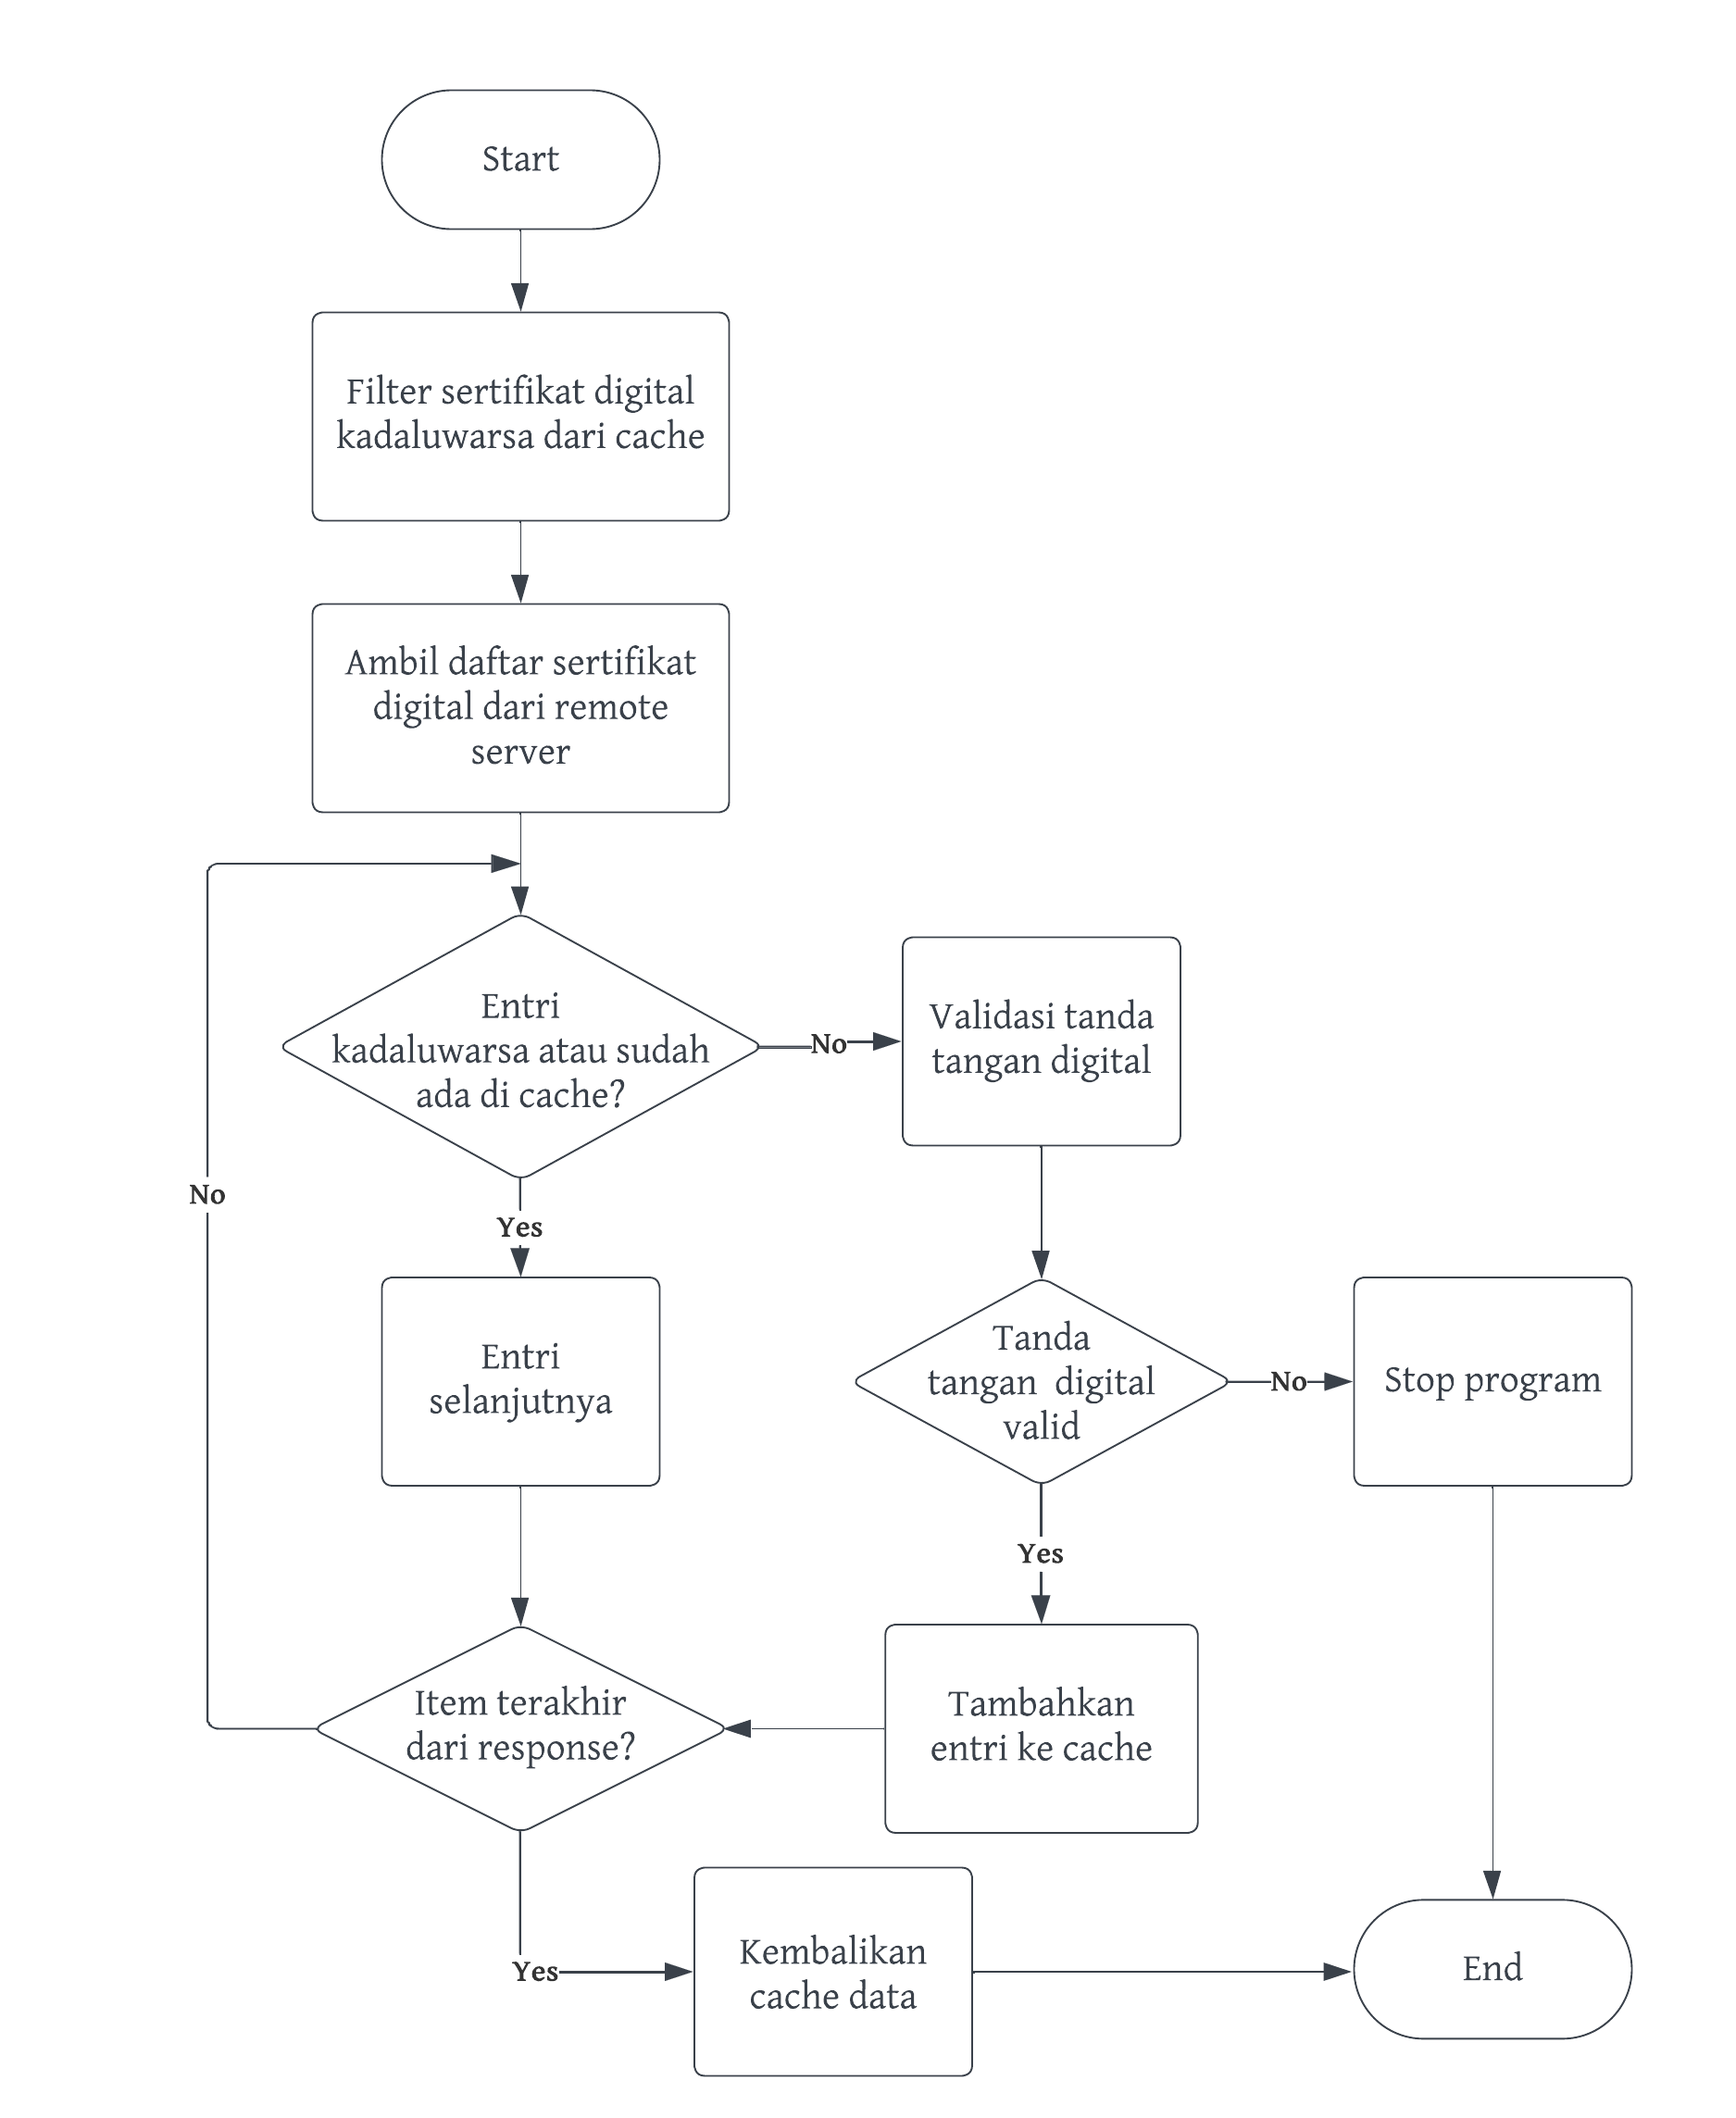 Start
Filter sertifikat digital
kadaluwarsa dari cache
Ambil daftar sertifikat
digital dari remote
server
Entri
kadaluwarsa atau sudah
ada di cache?
No
Validasi tanda
tangan digital
No
Yes
Entri
selanjutnya
Tanda
tangan  digital
valid
No
Stop program
Yes
Item terakhir
dari response?
Tambahkan
entri ke cache
Yes
Kembalikan
cache data
End